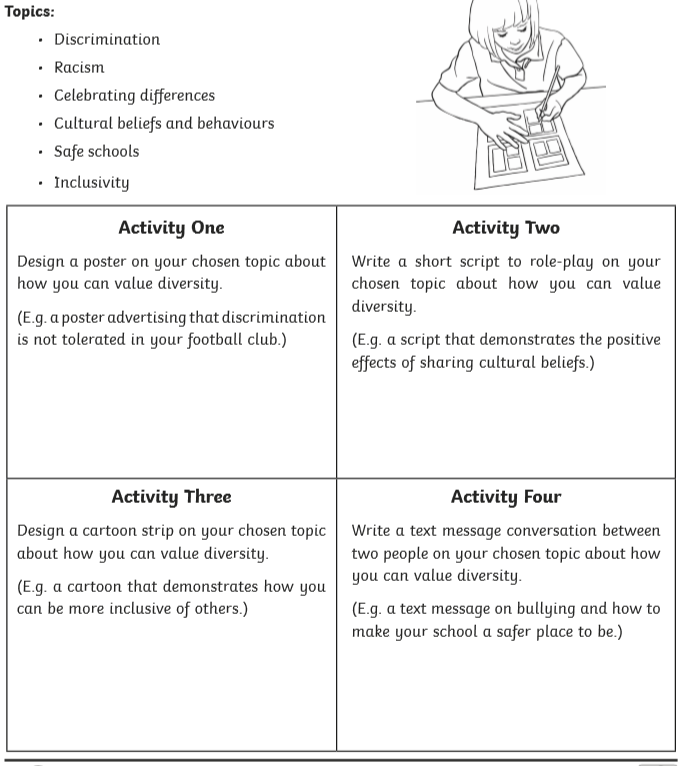 Topics:
• Discrimination
• Racism
• Celebrating differences
• Cultural beliefs and behaviours
• Safe schools
• Inclusivity
Activity One
Design a poster on your chosen topic about
how you can value diversity.
(E.g. a poster advertising that discrimination
is not tolerated in your football club.)
Activity Two
Write a short script to role-play on your
chosen topic about how you can value
diversity.
(E.g. a script that demonstrates the positive
effects of sharing cultural beliefs.)
Activity Three
Design a cartoon strip on your chosen topic
about how you can value diversity.
(E.g. a cartoon that demonstrates how you
can be more inclusive of others.)
Activity Four
Write a text message conversation between
two people on your chosen topic about how
you can value diversity.
(E.g. a text message on bullying and how to
make your school a safer place to be.)